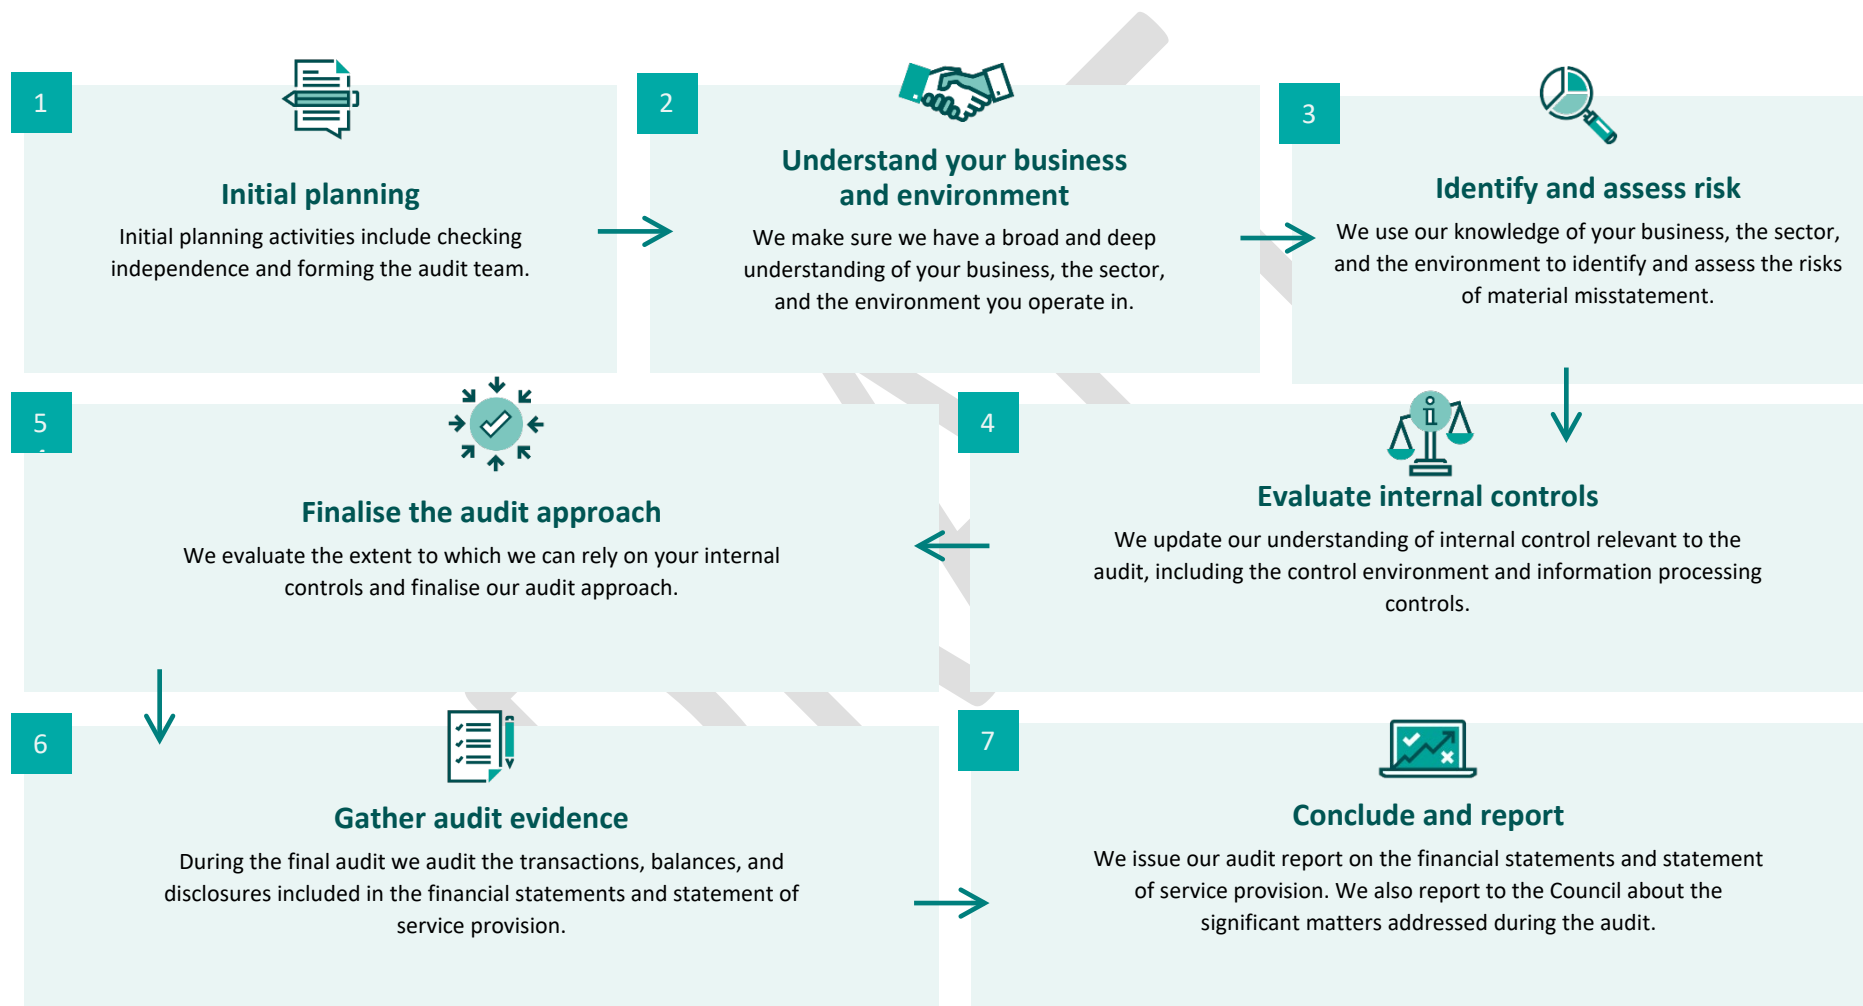 1
Initial planning
Initial planning activities include checking
independence and forming the audit team.
2
Understand your business
and environment
We make sure we have a broad and deep
understanding of your business, the sector,
and the environment you operate in.
3
Identify and assess risk
We use our knowledge of your business, the sector,
and the environment to identify and assess the risks
of material misstatement.
4
Evaluate internal controls
We update our understanding of internal control relevant to the
audit, including the control environment and information processing
controls.
5
Finalise the audit approach
We evaluate the extent to which we can rely on your internal
controls and finalise our audit approach.
6
Gather audit evidence
During the final audit we audit the transactions, balances, and
disclosures included in the financial statements and statement of
service provision.
7
Conclude and report
We issue our audit report on the financial statements and statement
of service provision. We also report to the Council about the
significant matters addressed during the audit.